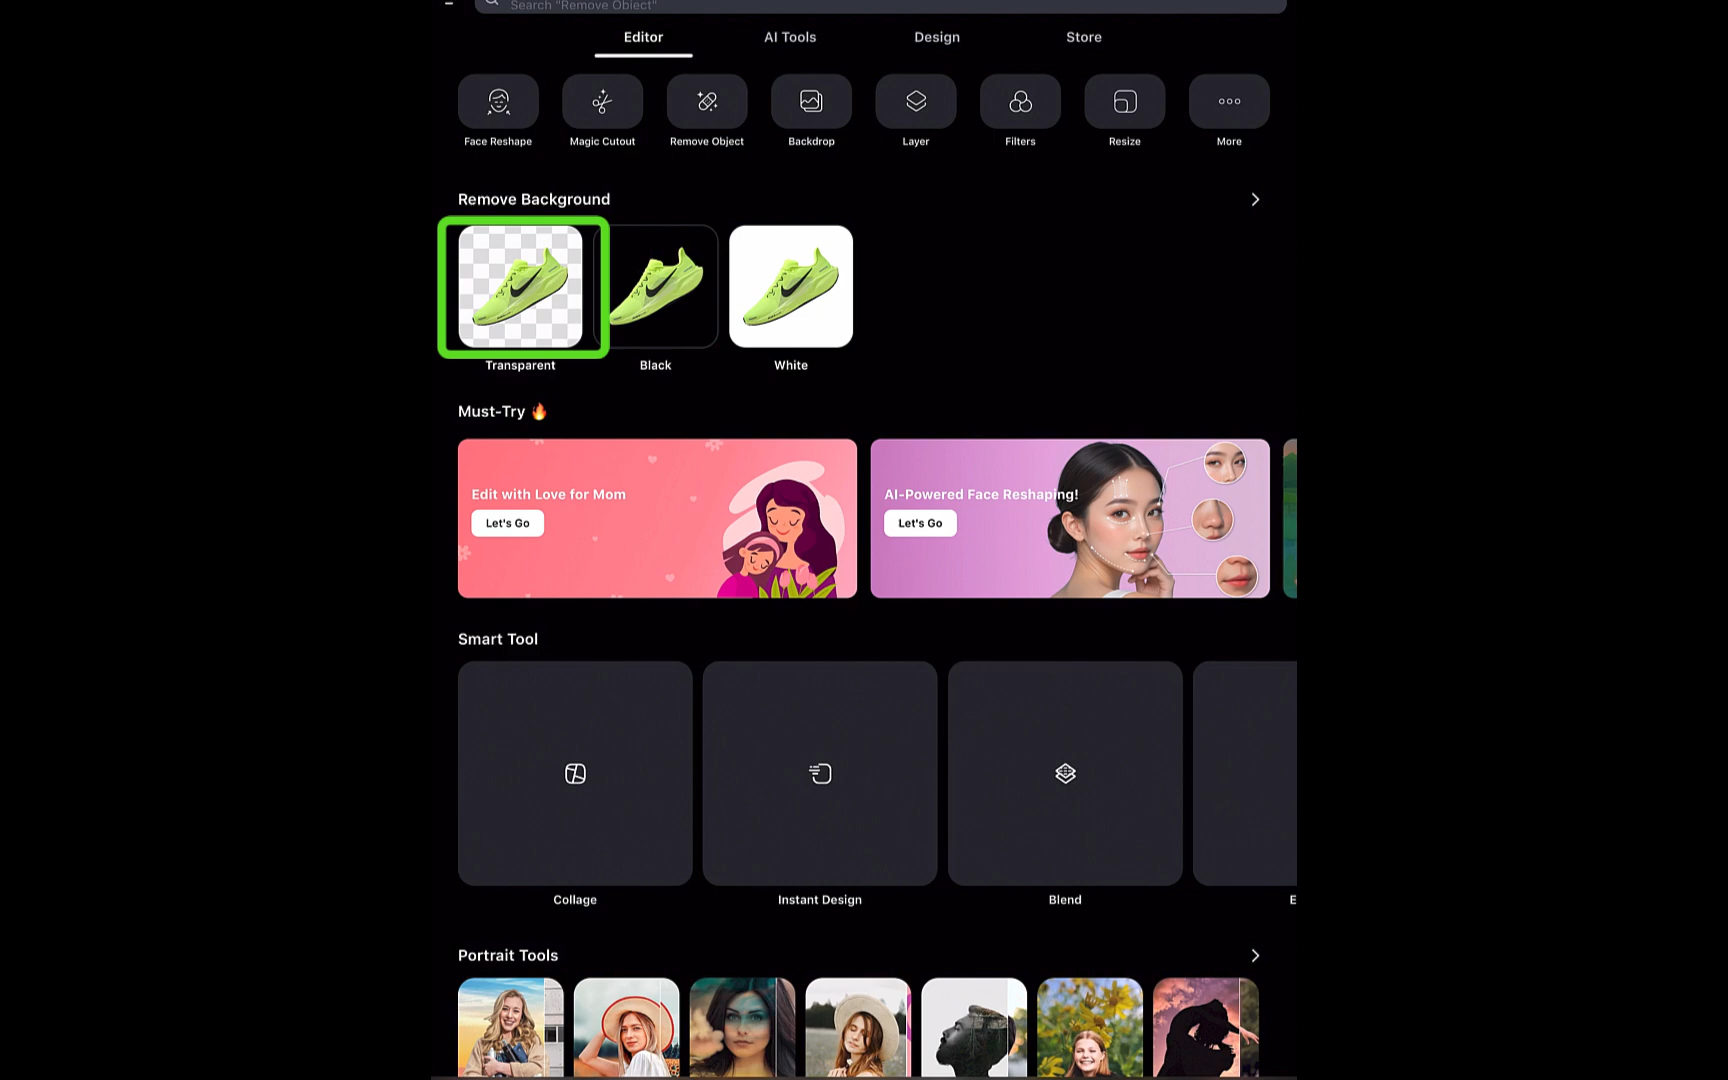 Search "Remove Object"
Editor
AI Tools
Design
Store
Face Reshape
Magic Cutout
Remove Object
Backdrop
Layer
Filters
Resize
More
Remove Background
Transparent
Black
White
Must-Try 🔥
Edit with Love for Mom
Let's Go
AI-Powered Face Reshaping!
Let's Go
Smart Tool
Collage
Instant Design
Blend
E
Portrait Tools